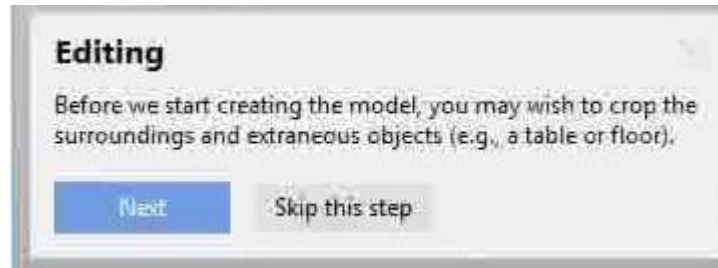 Editing
Before we start creating the model, you may wish to crop the
surroundings and extraneous objects (e.g., a table or floor).
Next
Skip this step